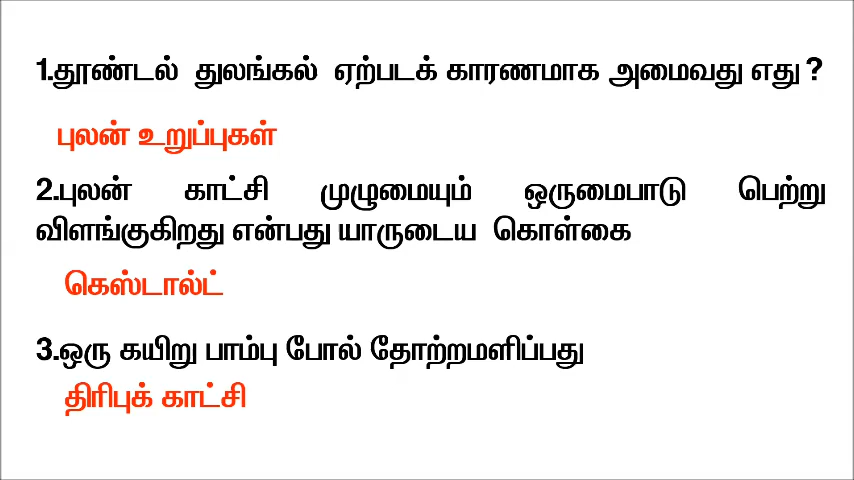 1.தூண்டல் துலங்கல் ஏற்படக் காரணமாக அமைவது எது ?
புலன் உறுப்புகள்
2.புலன் காட்சி முழுமையும் ஒருமைபாடு பெற்று
விளங்குகிறது என்பது யாருடைய கொள்கை
கெஸ்டால்ட்
3.ஒரு கயிறு பாம்பு போல் தோற்றமளிப்பது
திரிபுக் காட்சி